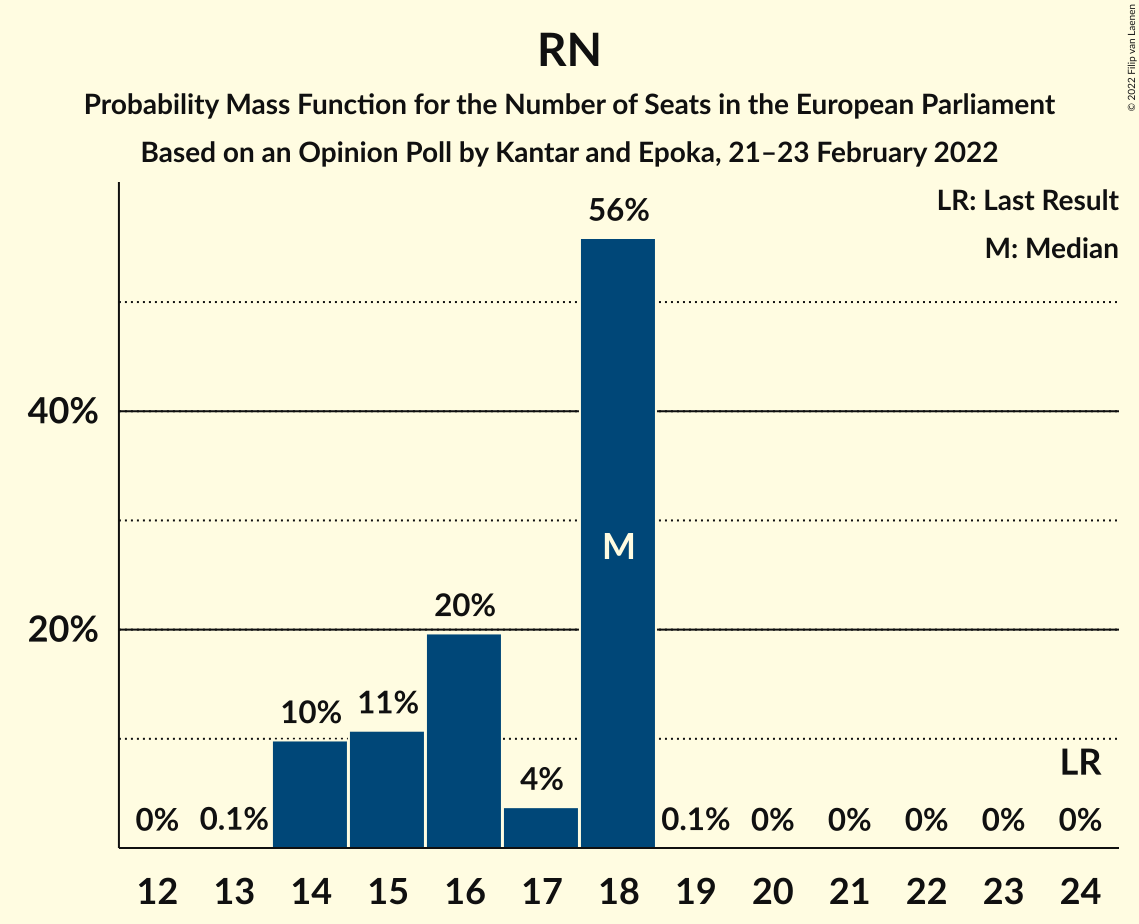 RN
Probability Mass Function for the Number of Seats in the European Parliament
Based on an Opinion Poll by Kantar and Epoka, 21–23 February 2022
© 2022 Filip van Laenen
LR: Last Result
M: Median
56%
40%
M
20%
20%
10%
11%
4%
LR
0%
0.1%
0.1%
0%
0%
0%
0%
0%
12 13 14 15 16 17 18 19 20 21 22 23 24